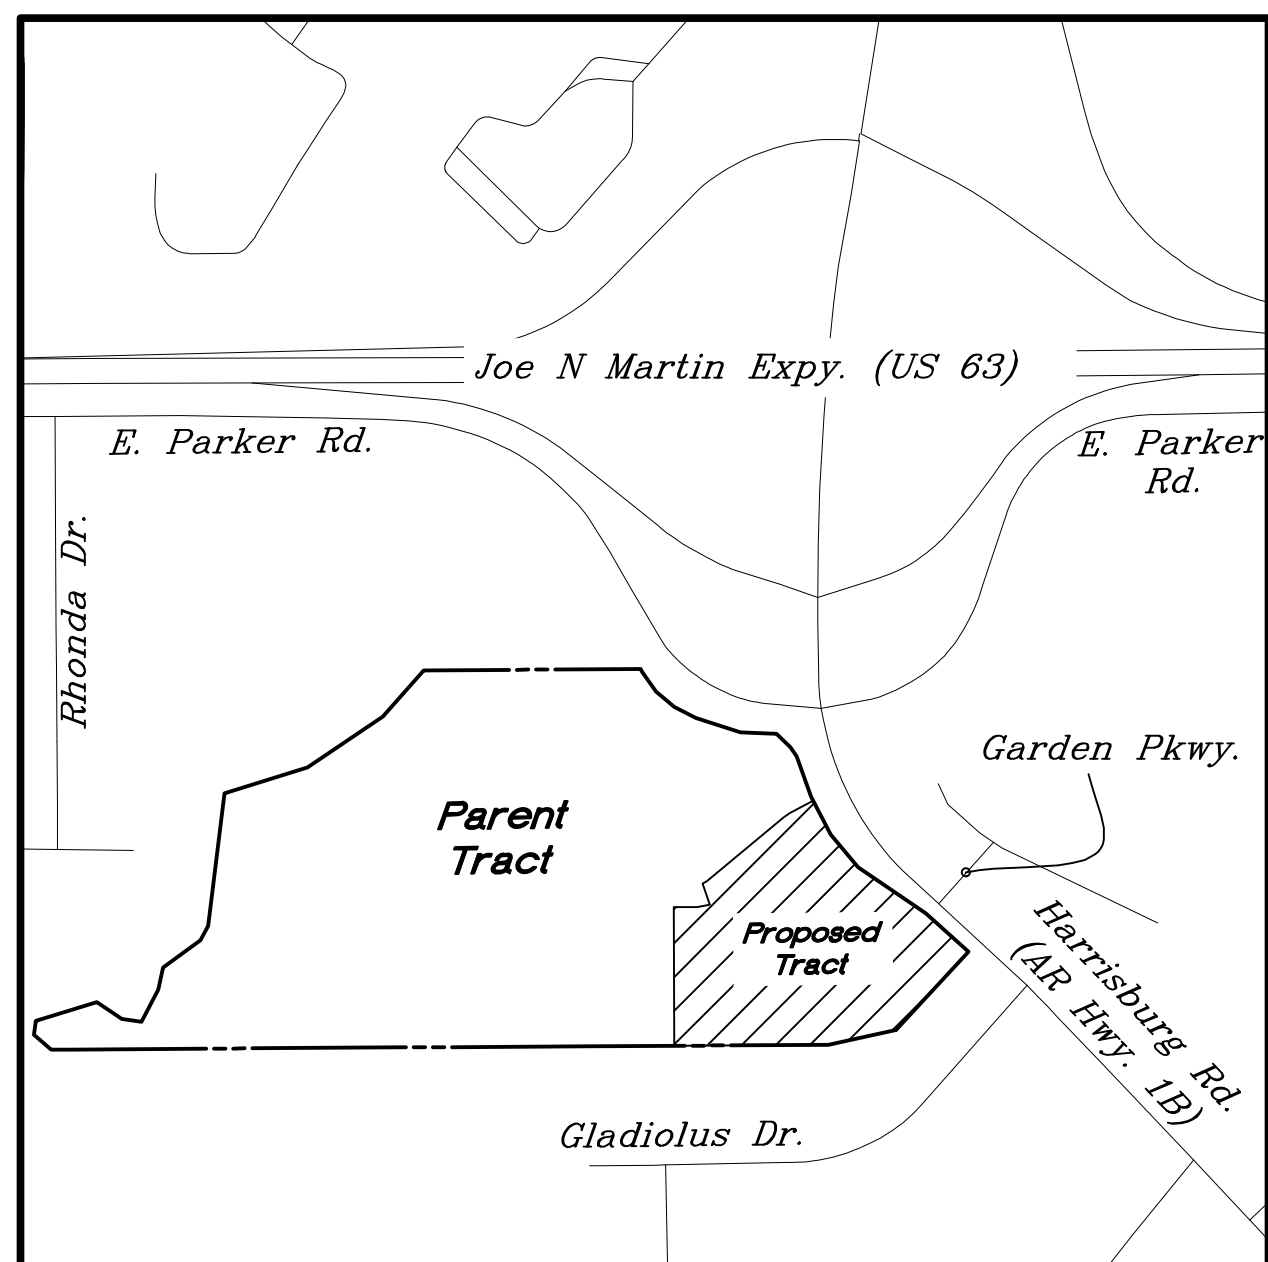 Joe N Martin Expy. (US 63)
E. Parker Rd.
E. Parker
Rd.
Rhonda Dr.
Garden Pkwy.
Parent
Tract
Proposed
Tract
Harrisburg Rd.
(AR Hwy. 1B)
Gladiolus Dr.